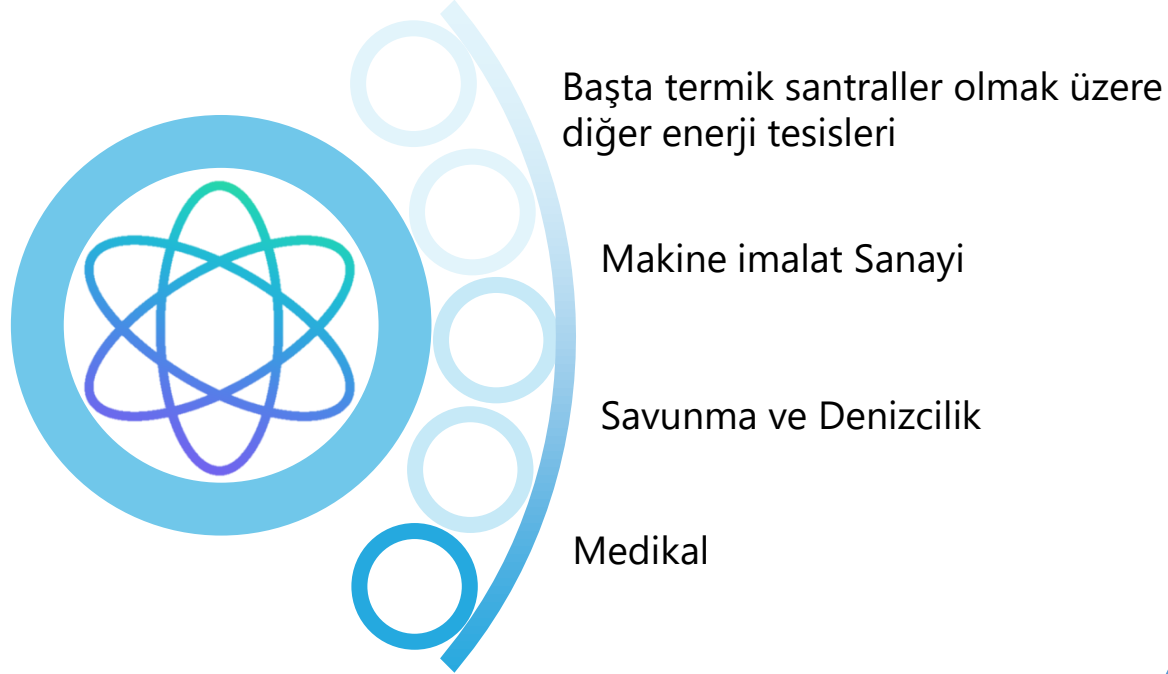 Başta termik santraller olmak üzere
diğer enerji tesisleri
Makine imalat Sanayi
Savunma ve Denizcilik
Medikal